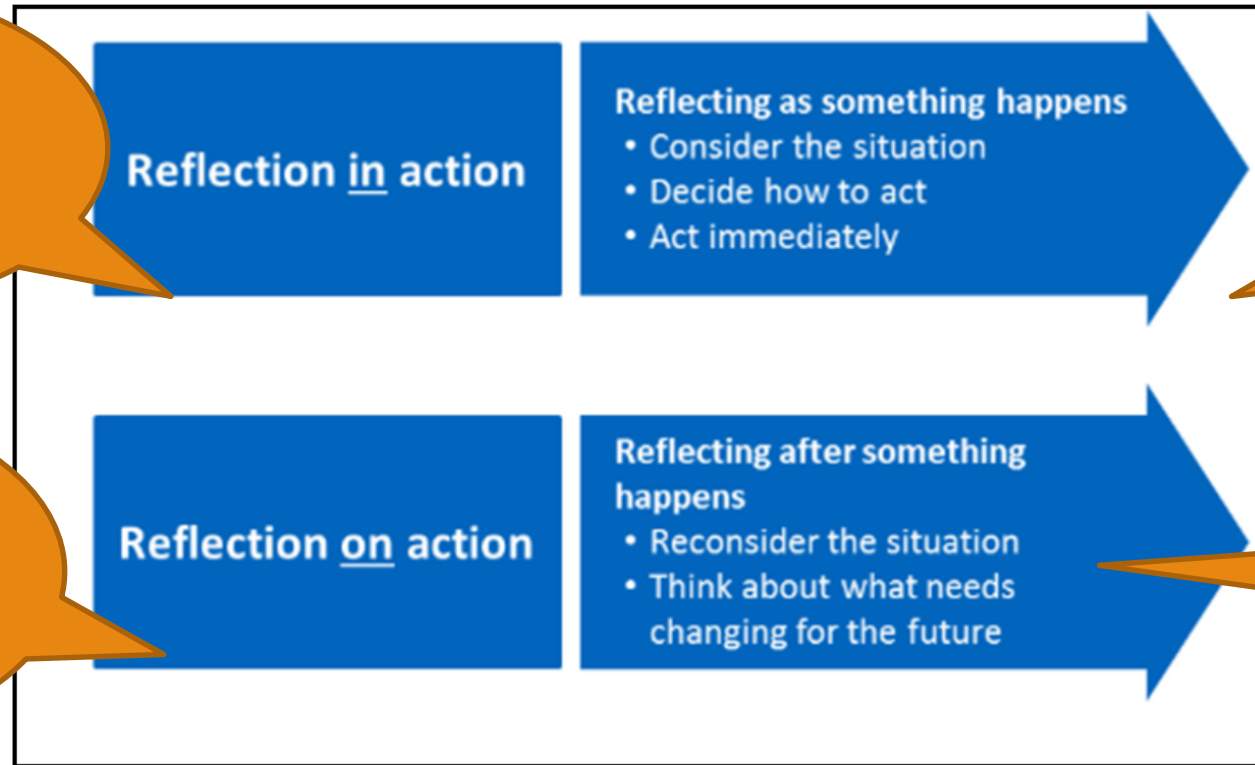 Reflection in action
Reflecting as something happens
• Consider the situation
• Decide how to act
• Act immediately
Reflection on action
Reflecting after something
happens
• Reconsider the situation
• Think about what needs
changing for the future